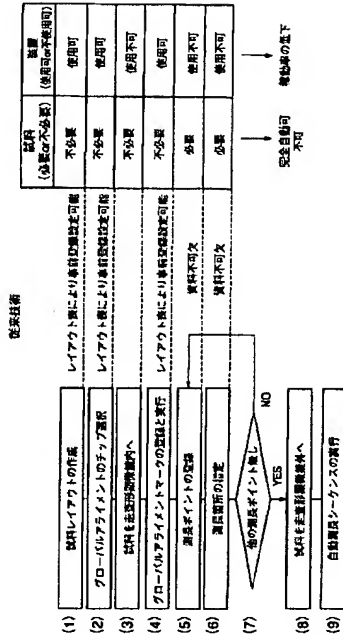 従来技術
試料
(必要or不必要)
装置
(使用可or不使用可)
(1) 試料レイアウトの作成
レイアウト表により事前登録設定可能
不必要
使用可
(2) グローバルアライメントのチップ選択
レイアウト表により事前登録設定可能
不必要
使用可
(3) 試料を走査形顕微鏡内へ
不必要
使用不可
(4) グローバルアライメントマークの登録と実行
レイアウト表により事前登録設定可能
不必要
使用可
(5) 測長ポイントの登録
資料不可欠
必要
使用不可
(6) 測長箇所の指定
資料不可欠
必要
使用不可
(7) 他の測長ポイント無し
NO
YES
(8) 試料を走査形顕微鏡外へ
(9) 自動測長シーケンスの実行
完全自動可
不可
稼動率の低下